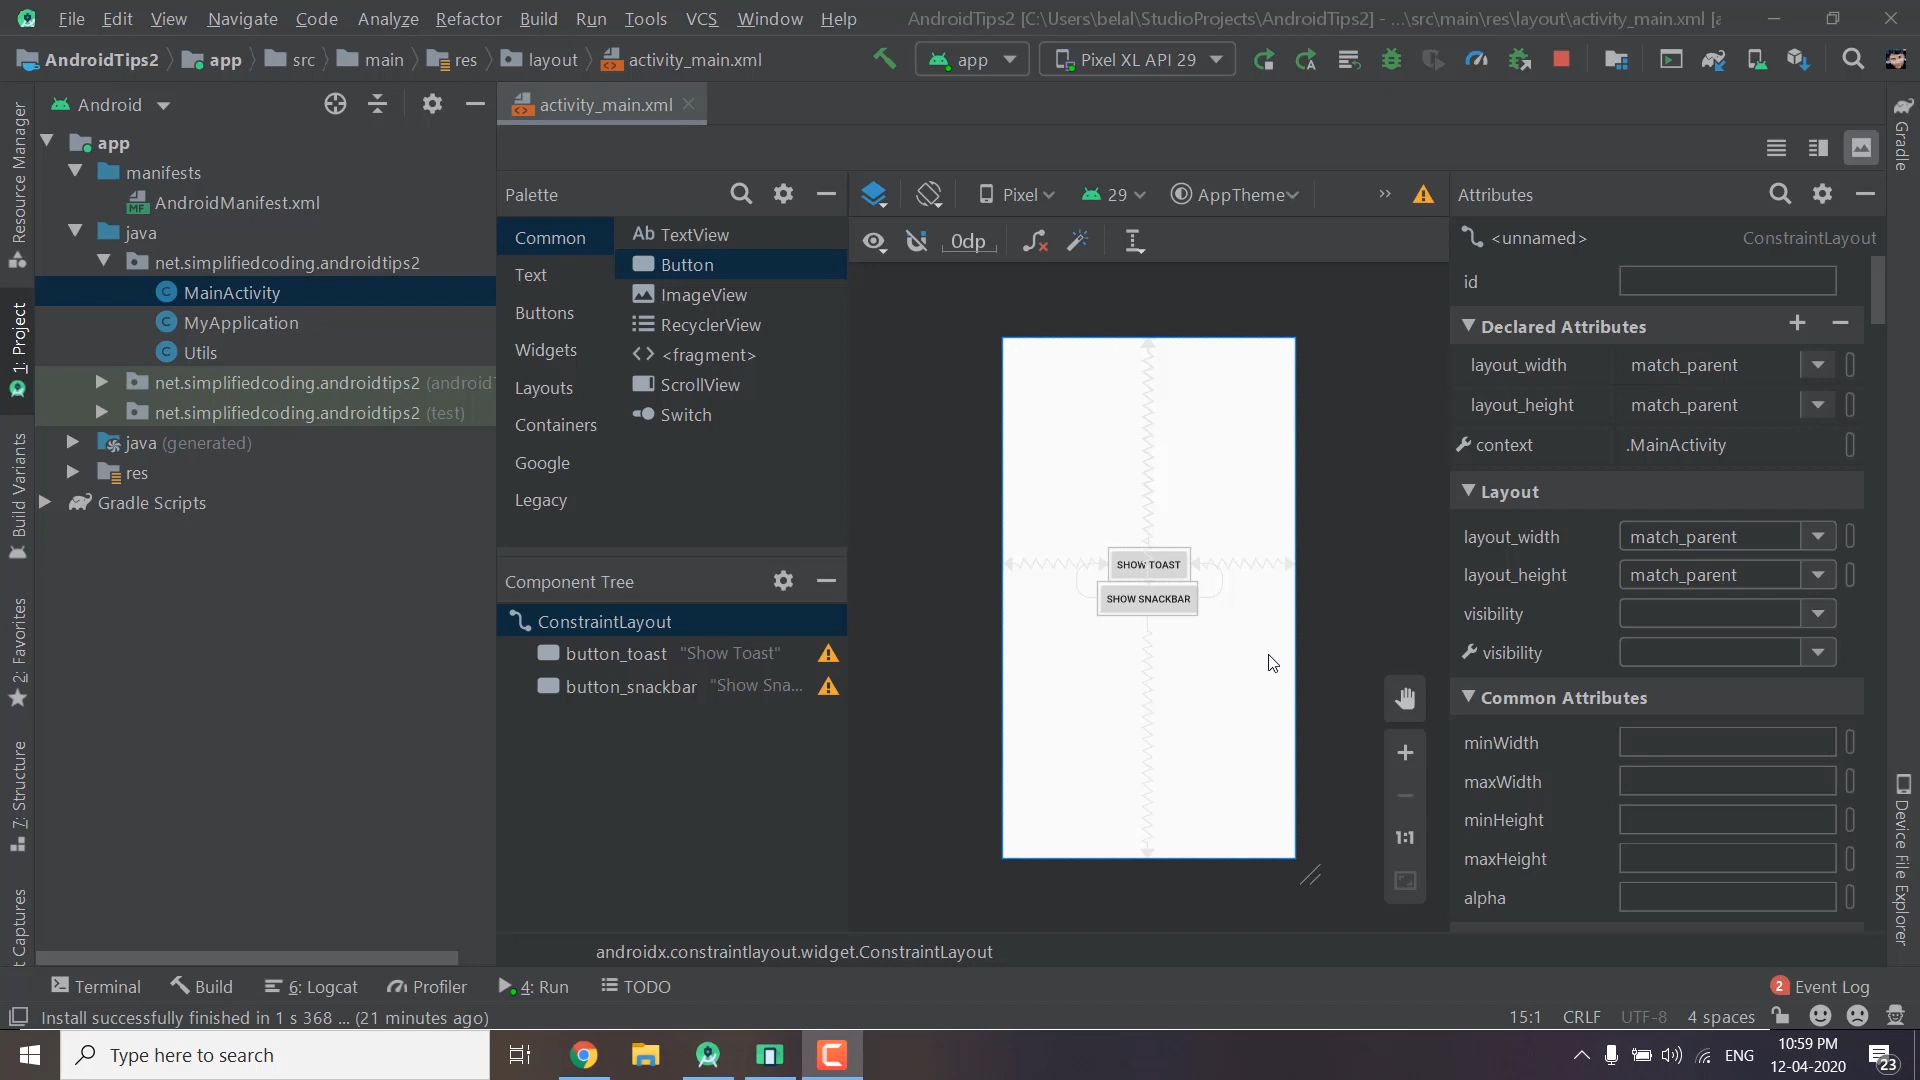 File Edit View Navigate Code Analyze Refactor Build Run Tools VCS Window Help AndroidTips2 [C:\Users\belal\StudioProjects\AndroidTips2] - ...\src\main\res\layout\activity_main.xml [a
AndroidTips2 app src main res layout activity_main.xml app Pixel XL API 29
Android
activity_main.xml
app
manifests
AndroidManifest.xml
java
net.simplifiedcoding.androidtips2
MainActivity
MyApplication
Utils
net.simplifiedcoding.androidtips2 (android
net.simplifiedcoding.androidtips2 (test)
java (generated)
res
Gradle Scripts
Resource Manager
1: Project
Build Variants
2: Favorites
7: Structure
t Captures
Palette
Common
Text
Buttons
Widgets
Layouts
Containers
Google
Legacy
Ab TextView
Button
ImageView
RecyclerView
<fragment>
ScrollView
Switch
Component Tree
ConstraintLayout
button_toast "Show Toast"
button_snackbar "Show Sna...
Pixel 29 AppTheme »
0dp
SHOW TOAST
SHOW SNACKBAR
1:1
androidx.constraintlayout.widget.ConstraintLayout
Attributes
<unnamed> ConstraintLayout
id
Declared Attributes
layout_width match_parent
layout_height match_parent
context .MainActivity
Layout
layout_width match_parent
layout_height match_parent
visibility
visibility
Common Attributes
minWidth
maxWidth
minHeight
maxHeight
alpha
Gradle
Device File Explorer
Terminal Build 6: Logcat Profiler 4: Run TODO 2 Event Log
Install successfully finished in 1 s 368 ... (21 minutes ago) 15:1 CRLF UTF-8 4 spaces
Type here to search
ENG
10:59 PM
12-04-2020
23